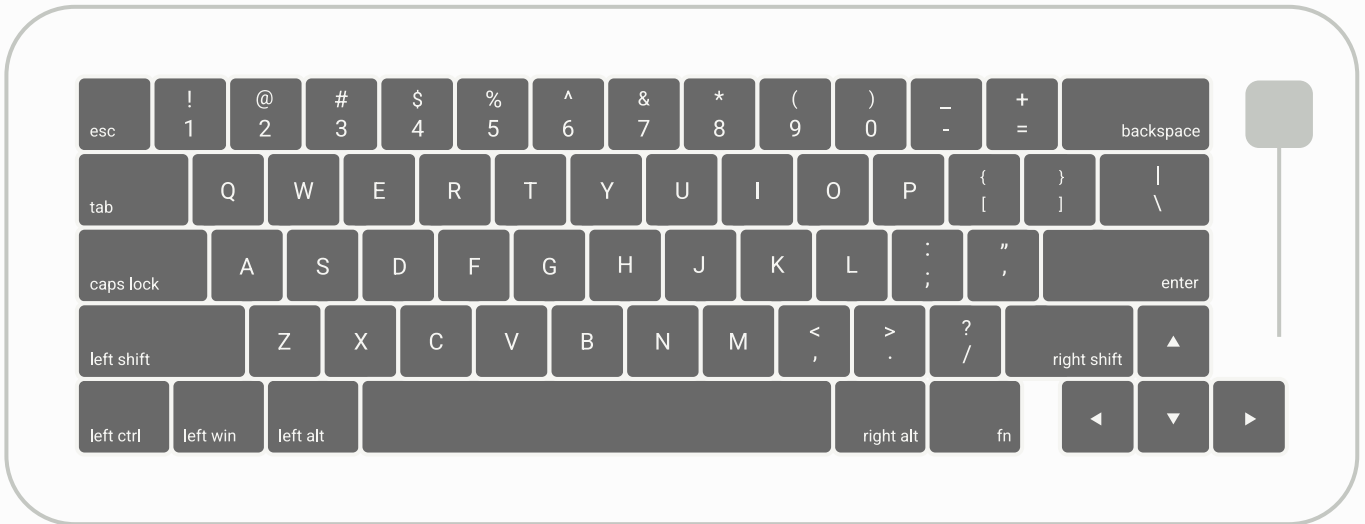 esc ! 1 @ 2 # 3 $ 4 % 5 ^ 6 & 7 * 8 ( 9 ) 0 _ - + = backspace
tab Q W E R T Y U I O P { [ } ] | \
caps lock A S D F G H J K L : ; ” ’ enter
left shift Z X C V B N M < , > . ? / right shift ▲
left ctrl left win left alt right alt fn ◀ ▼ ▶